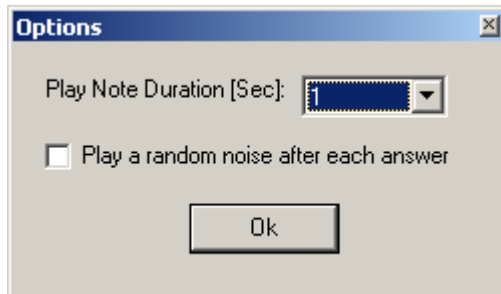 Options
Play Note Duration [Sec]: 1
Play a random noise after each answer
Ok